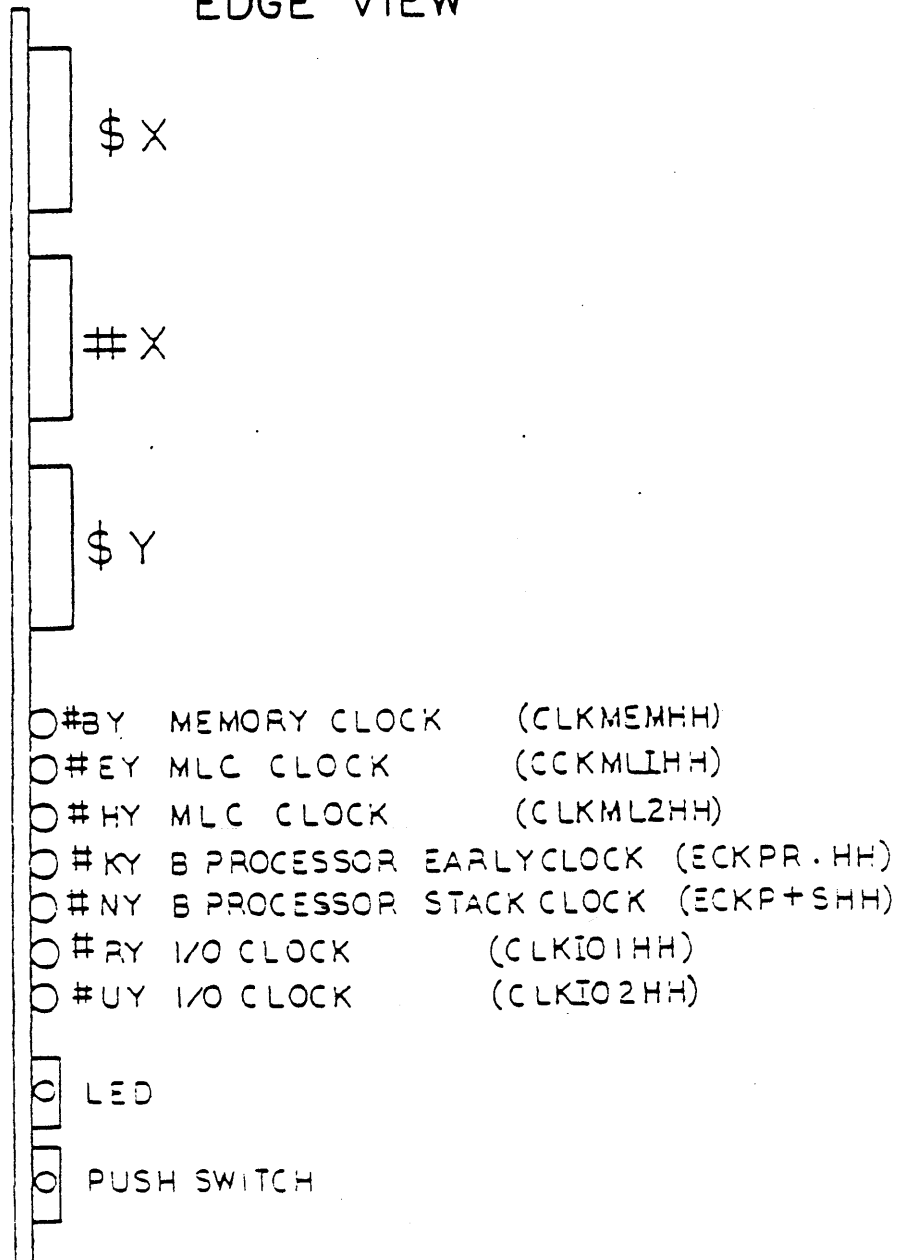 EDGE VIEW
$ X
# X
$ Y
#BY MEMORY CLOCK (CLKMEMHH)
#EY MLC CLOCK (CCKMLIHH)
#HY MLC CLOCK (CLKML2HH)
#KY B PROCESSOR EARLYCLOCK (ECKPR.HH)
#NY B PROCESSOR STACK CLOCK (ECKP+SHH)
#RY I/O CLOCK (CLKIO1HH)
#UY I/O CLOCK (CLKIO2HH)
LED
PUSH SWITCH